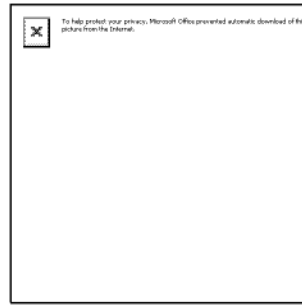 To help protect your privacy, Microsoft Office prevented automatic download of
picture from the Internet.